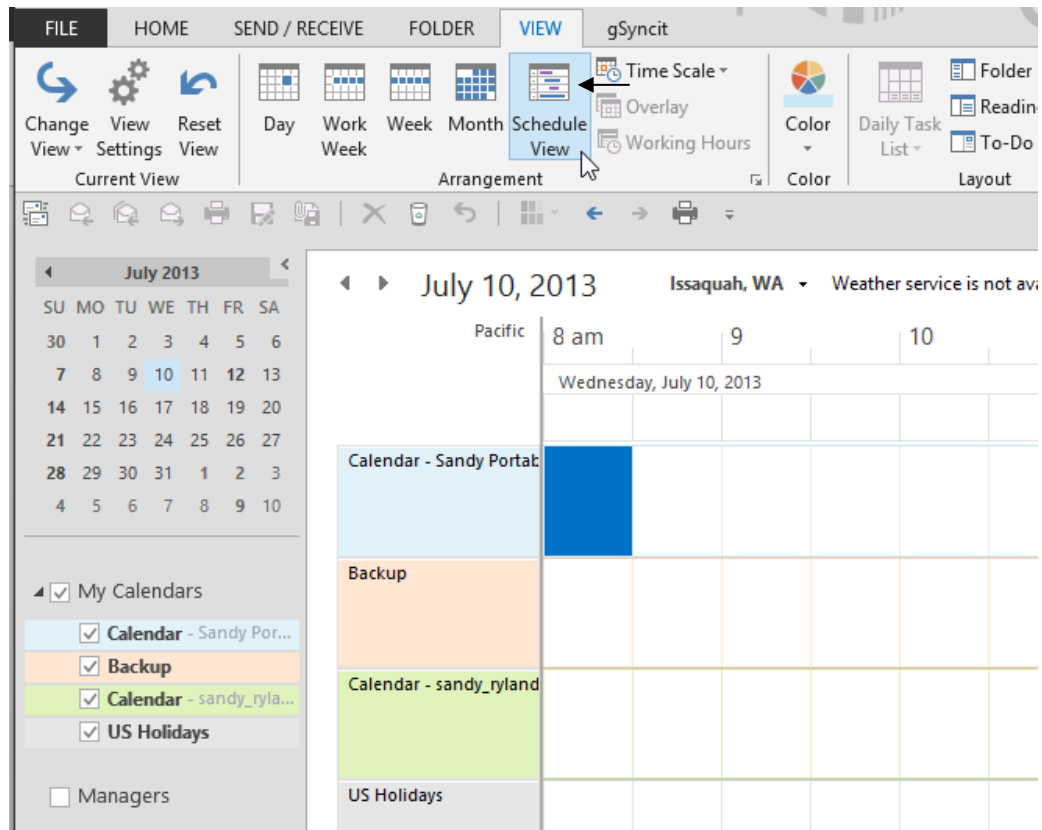 FILE HOME SEND / RECEIVE FOLDER VIEW gSyncit
Change View View Settings Reset View
Current View
Day Work Week Week Month Schedule View
Time Scale
Overlay
Working Hours
Arrangement
Color
Color
Daily Task List
Folder
Readin
To-Do
Layout
July 2013
SU MO TU WE TH FR SA
30 1 2 3 4 5 6
7 8 9 10 11 12 13
14 15 16 17 18 19 20
21 22 23 24 25 26 27
28 29 30 31 1 2 3
4 5 6 7 8 9 10
My Calendars
Calendar - Sandy Por...
Backup
Calendar - sandy_ryla...
US Holidays
Managers
July 10, 2013 Issaquah, WA Weather service is not ava
Pacific 8 am 9 10
Wednesday, July 10, 2013
Calendar - Sandy Portab
Backup
Calendar - sandy_ryland
US Holidays